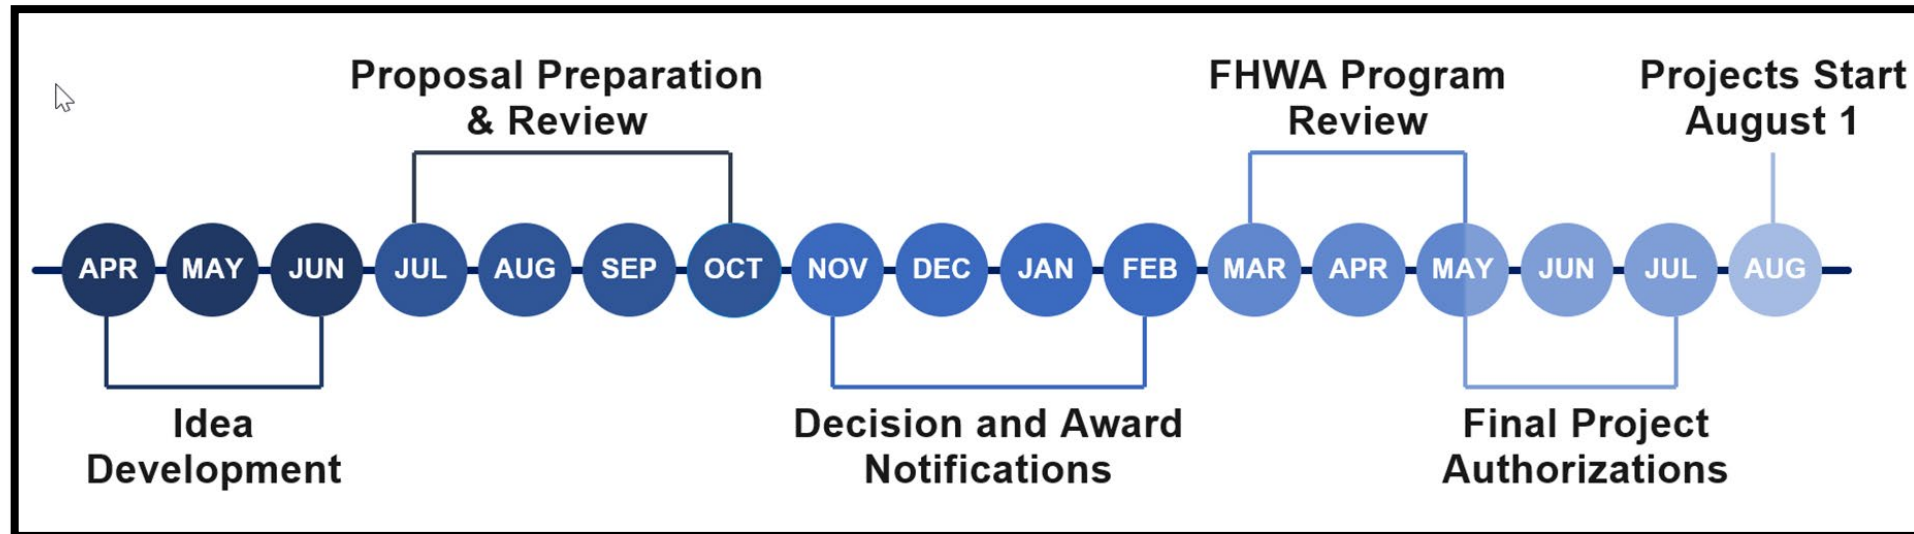 Proposal Preparation
& Review
FHWA Program
Review
Projects Start
August 1
APR MAY JUN JUL AUG SEP OCT NOV DEC JAN FEB MAR APR MAY JUN JUL AUG
Idea
Development
Decision and Award
Notifications
Final Project
Authorizations